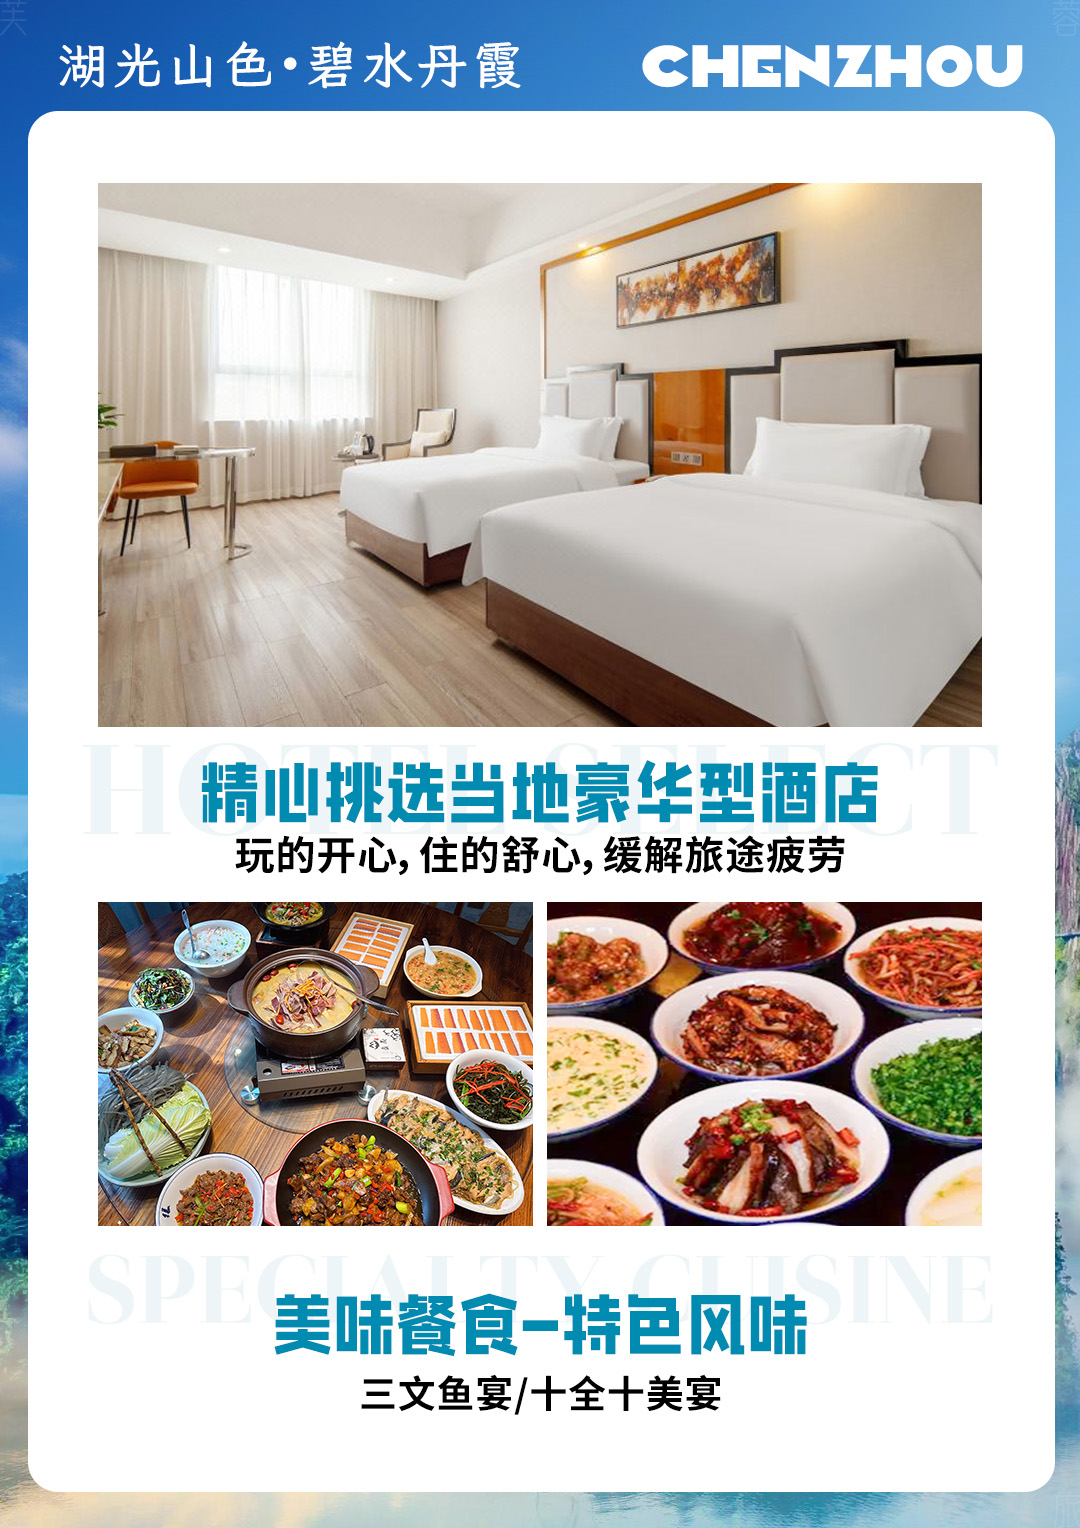 芙
蓉
湖光山色·碧水丹霞
CHENZHOU
HOTEL SELECT
精心挑选当地豪华型酒店
玩的开心，住的舒心，缓解旅途疲劳
SPECIALTY CUISINE
美味餐食-特色风味
三文鱼宴/十全十美宴